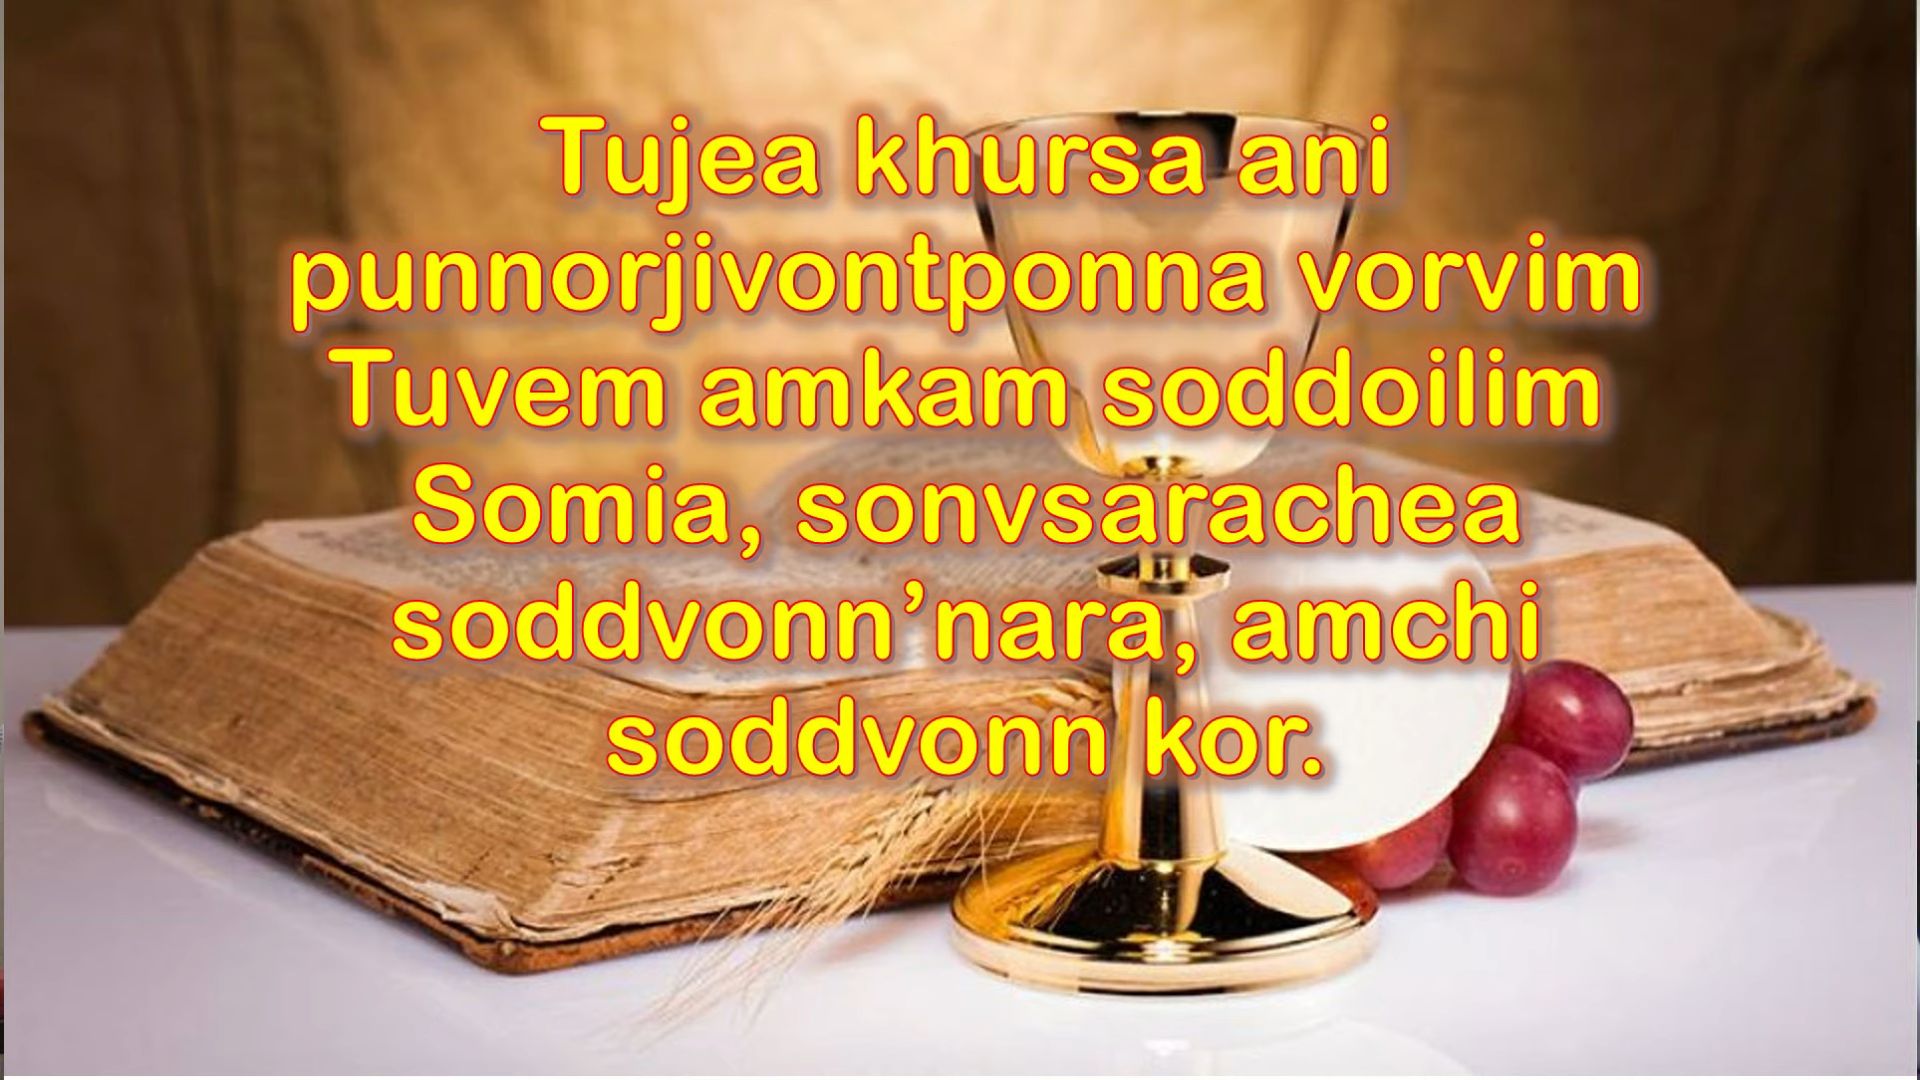 Tujea khursa ani
punnorjivontponna vorvim
Tuvem amkam soddoilim
Somia, sonvsarachea
soddvonn’nara, amchi
soddvonn kor.